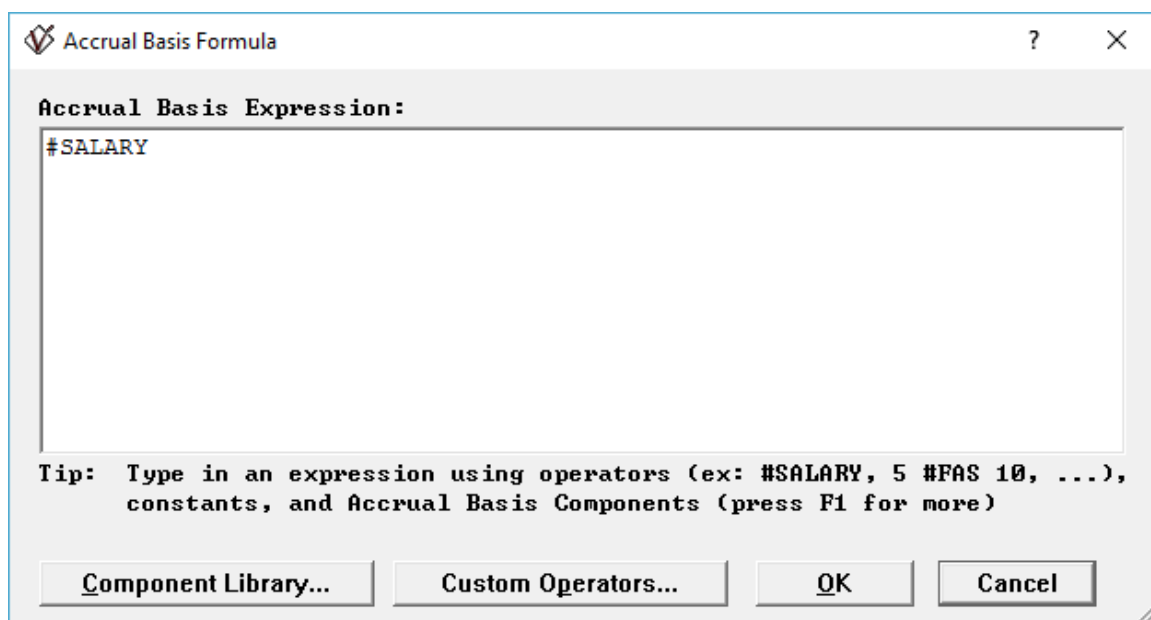 Accrual Basis Formula
?
Accrual Basis Expression:
#SALARY
Tip: Type in an expression using operators (ex: #SALARY, 5 #FAS 10, ...),
constants, and Accrual Basis Components (press F1 for more)
Component Library... Custom Operators... OK Cancel